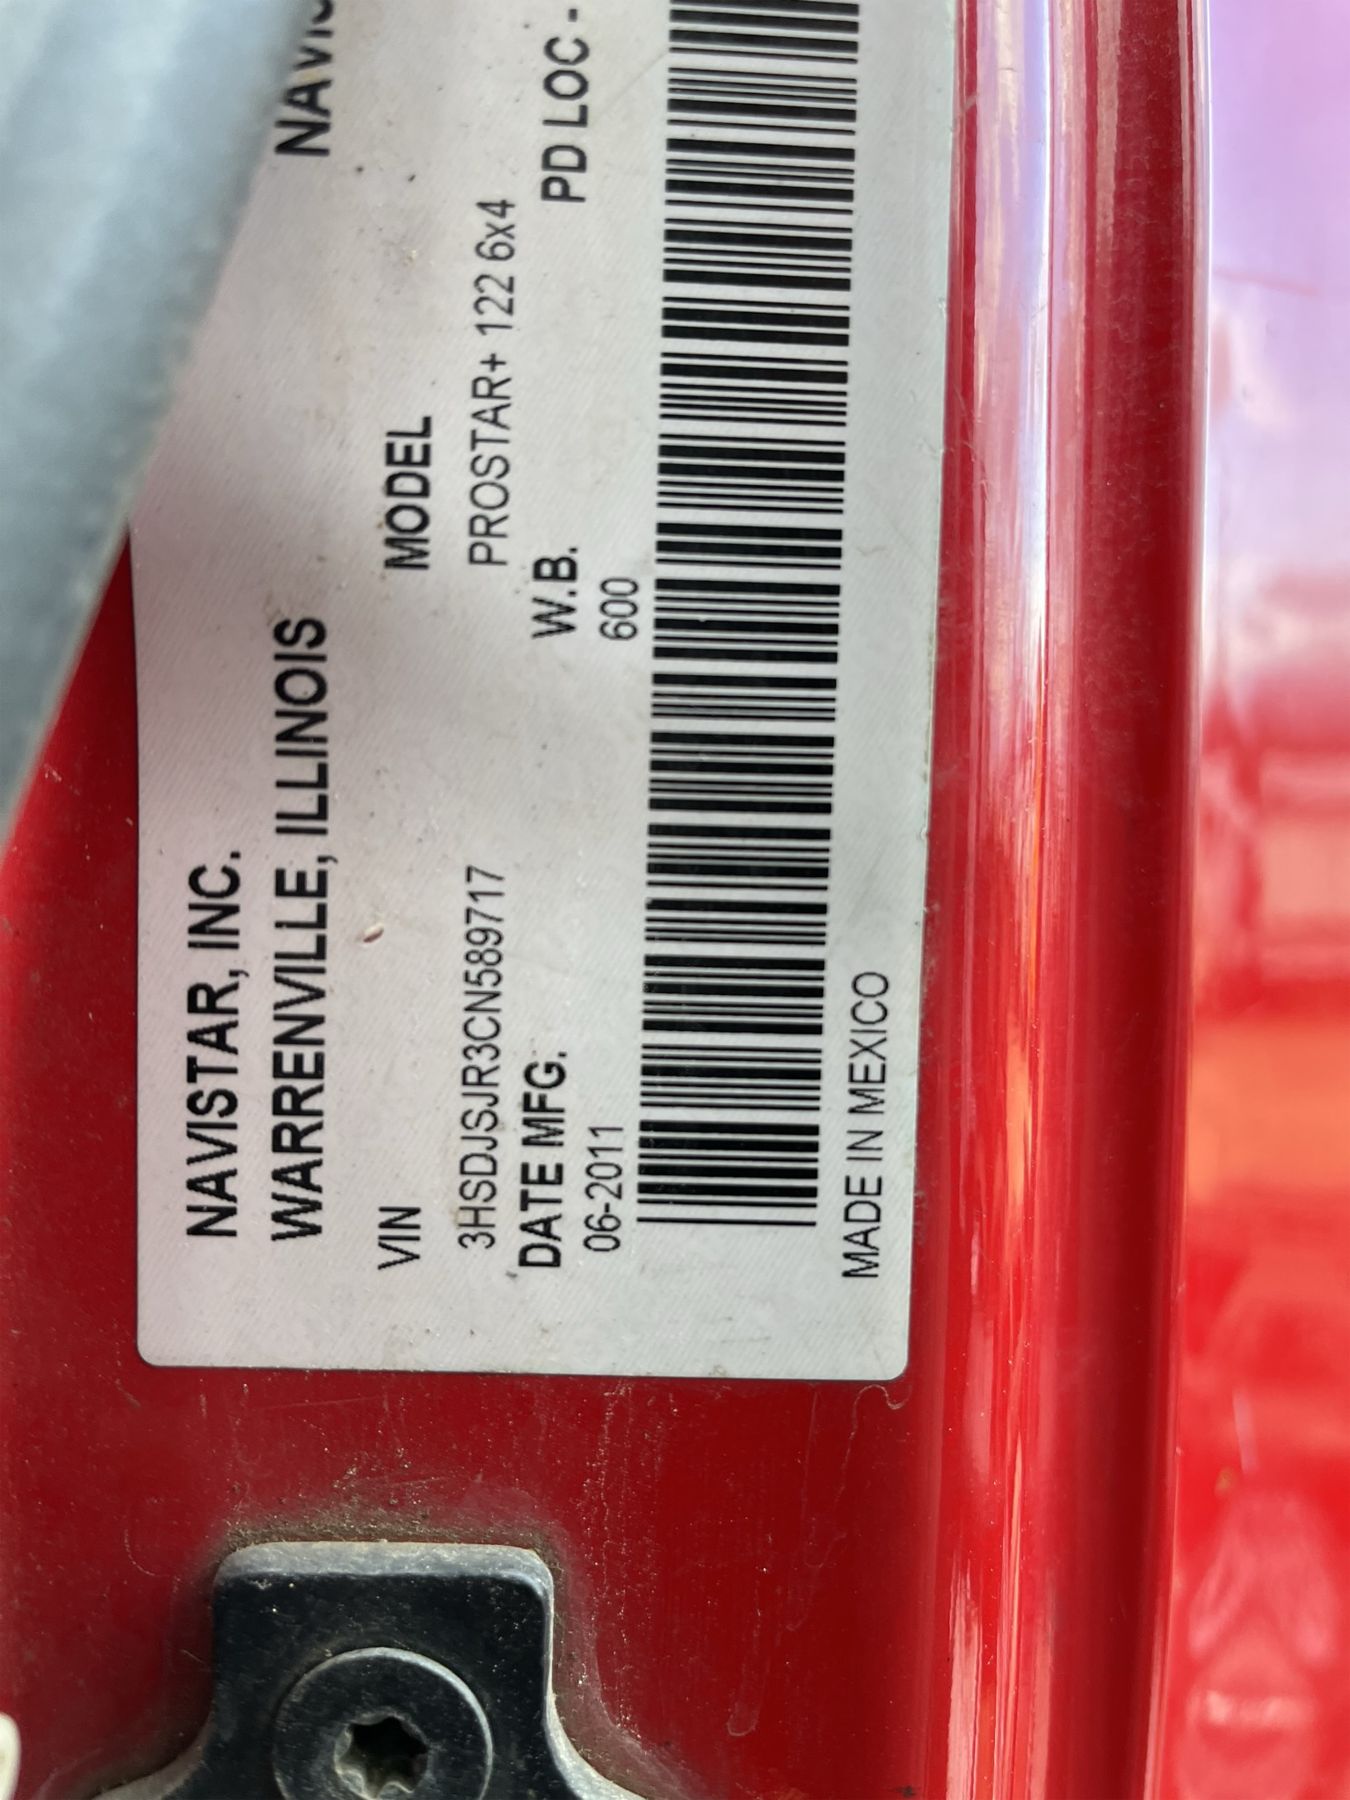 NAVISTAR, INC.
WARRENVILLE, ILLINOIS
VIN
MODEL
3HSDJSJR3CN589717
PROSTAR+ 122 6x4
DATE MFG.
W.B.
PD LOC -
06-2011
600
MADE IN MEXICO